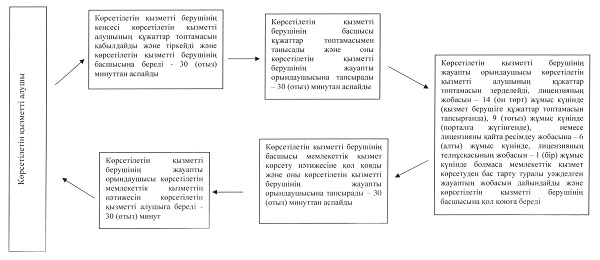 Көрсетілетін қызметті алушы
Көрсетілетін қызметті берушінің
кеңсесі көрсетілетін қызметті
алушының құжаттар топтамасын
қабылдайды және тіркейді және
көрсетілетін қызметті берушінің
басшысына береді - 30 (отыз)
минуттан аспайды
Көрсетілетін қызметті
берушінің басшысы
құжаттар топтамасымен
танысады және оны
көрсетілетін қызметті
берушінің жауапты
орындаушысына тапсырады
– 30 (отыз) минутан аспайды
Көрсетілетін қызметті берушінің
жауапты орындаушысы көрсетілетін
қызметті алушының құжаттар
топтамасын зерделейді, лицензияның
жобасын – 14 (он төрт) жұмыс күнінде
(қызмет берушіге құжаттар топтамасын
тапсырғанда), 9 (тоғыз) жұмыс күнінде
(порталға жүгінгенде), немесе
лицензияны қайта ресімдеу жобасына – 6
(алты) жұмыс күнінде, лицензияның
телнұсқасының жобасын – 1 (бір) жұмыс
күнінде болмаса мемлекеттік қызмет
көрсетуден бас тарту туралы уәжделген
жауаптың жобасын дайындайды және
көрсетілетін қызметті берушінің
басшысына қол қоюға береді
Көрсетілетін қызметті берушінің
басшысы мемлекеттік қызмет
көрсету нәтижесіне қол қояды
және оны көрсетілетін қызметті
берушінің жауапты
орындаушысына тапсырады – 30
(отыз) минуттан аспайды
Көрсетілетін қызметті
берушінің жауапты
орындаушысы көрсетілетін
мемлекеттік қызметтің
нәтижесін көрсетілетін
қызметті алушыға береді -
30 (отыз) минут